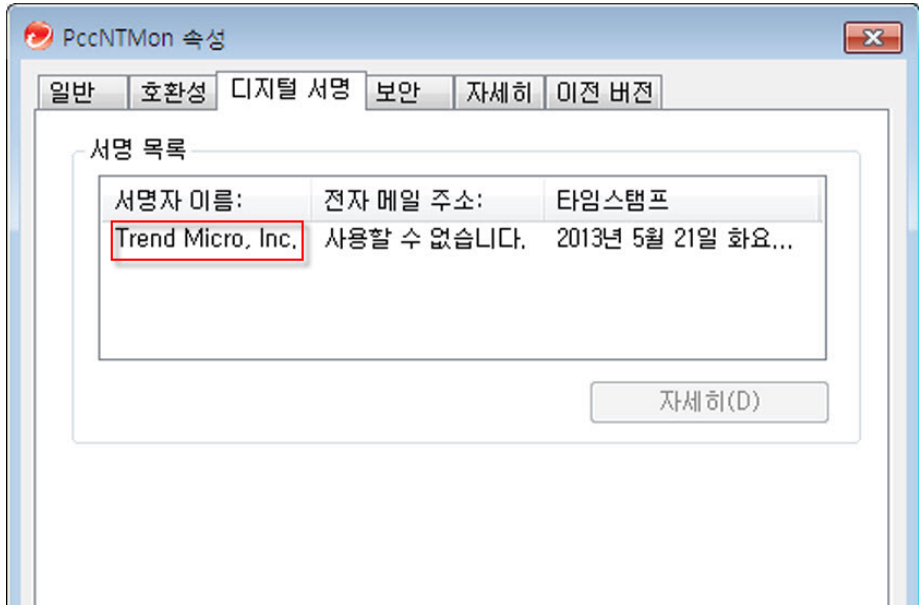 PccNTMon 속성
일반 호환성 디지털 서명 보안 자세히 이전 버전
서명 목록
서명자 이름: 전자 메일 주소: 타임스탬프
Trend Micro, Inc. 사용할 수 없습니다. 2013년 5월 21일 화요...
자세히(D)